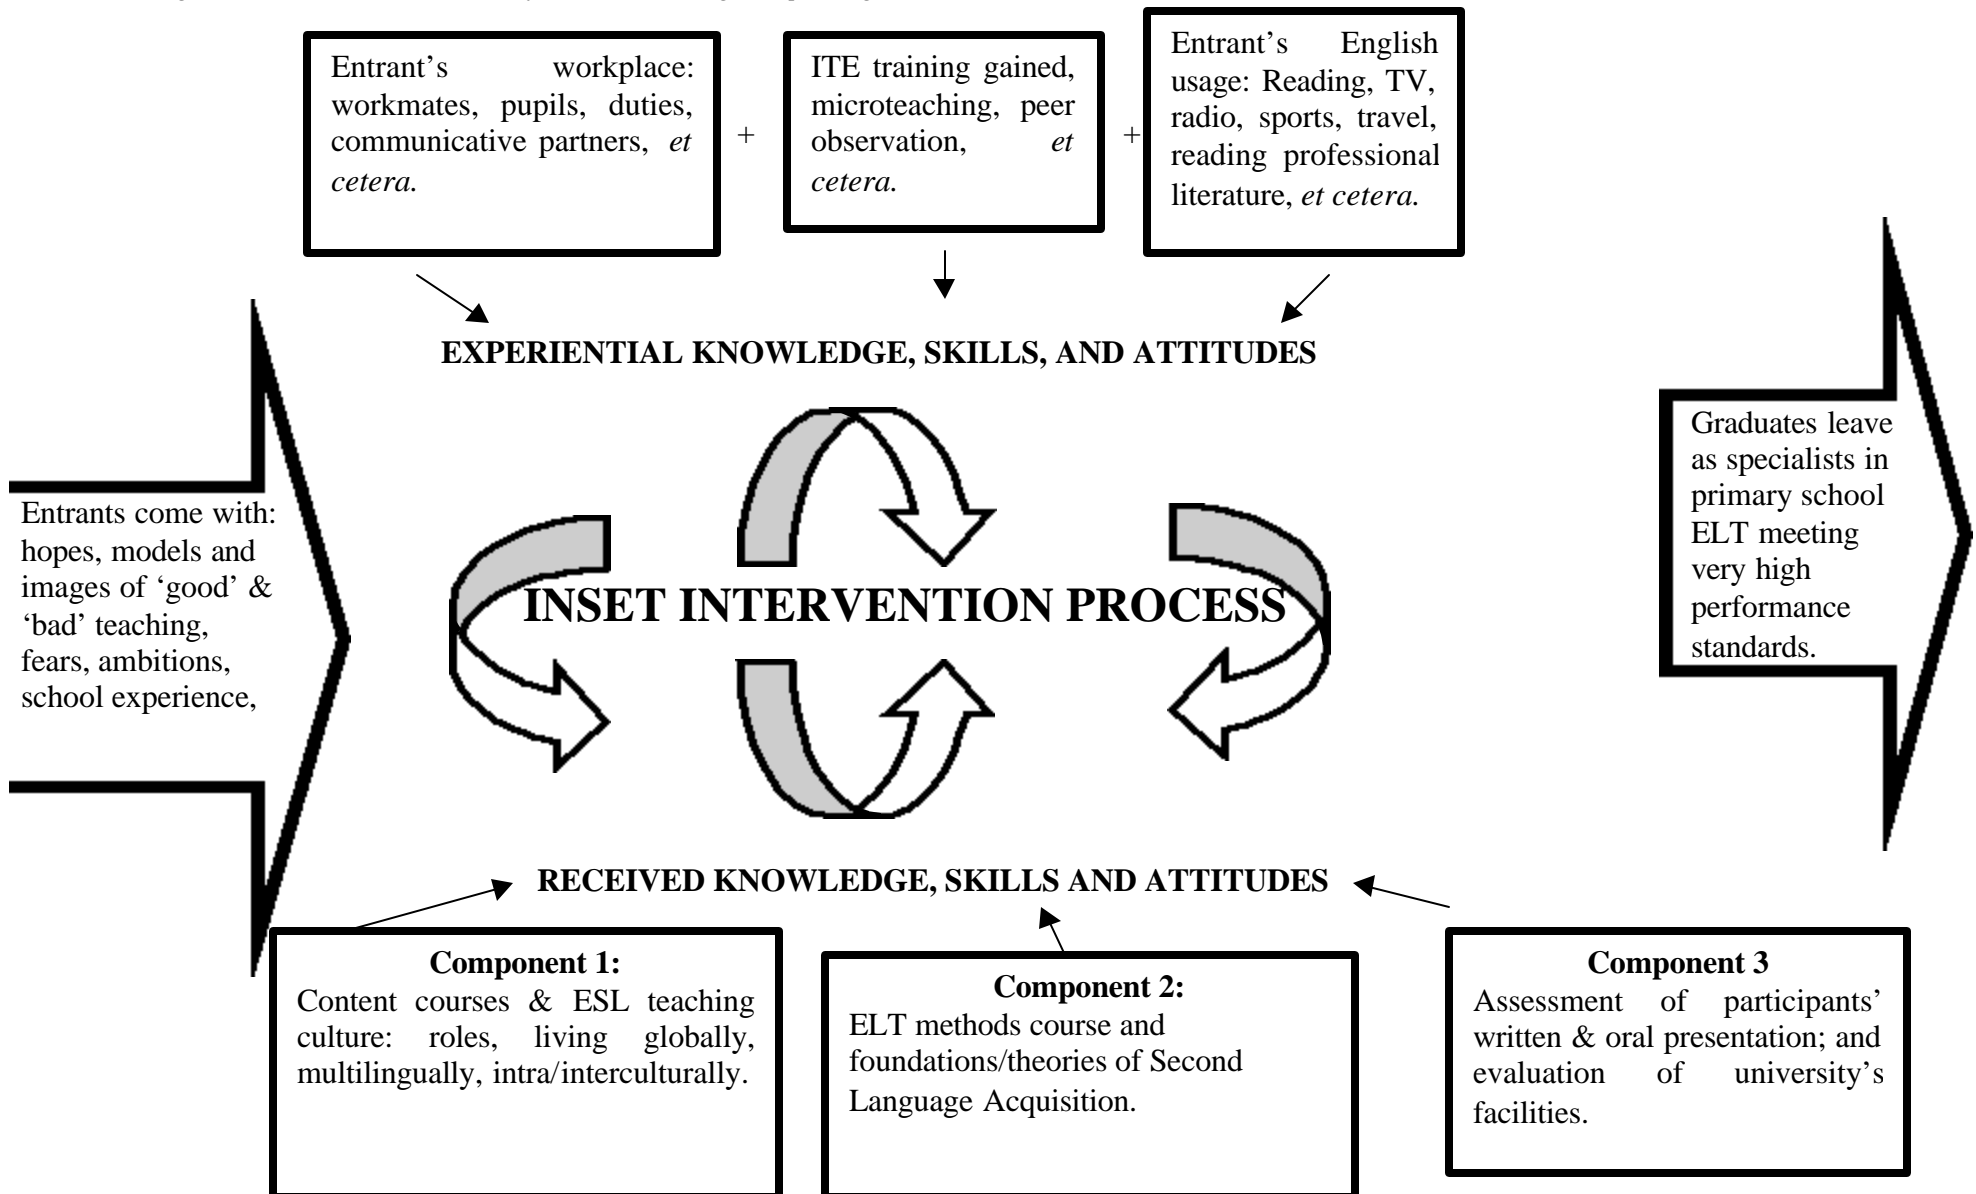 Entrant’s workplace:
workmates, pupils, duties,
communicative partners, et
cetera.
+
ITE training gained,
microteaching, peer
observation, et
cetera.
+
Entrant’s English
usage: Reading, TV,
radio, sports, travel,
reading professional
literature, et cetera.
EXPERIENTIAL KNOWLEDGE, SKILLS, AND ATTITUDES
Entrants come with:
hopes, models and
images of ‘good’ &
‘bad’ teaching,
fears, ambitions,
school experience,
INSET INTERVENTION PROCESS
Graduates leave
as specialists in
primary school
ELT meeting
very high
performance
standards.
RECEIVED KNOWLEDGE, SKILLS AND ATTITUDES
Component 1:
Content courses & ESL teaching
culture: roles, living globally,
multilingually, intra/interculturally.
Component 2:
ELT methods course and
foundations/theories of Second
Language Acquisition.
Component 3
Assessment of participants’
written & oral presentation; and
evaluation of university’s
facilities.